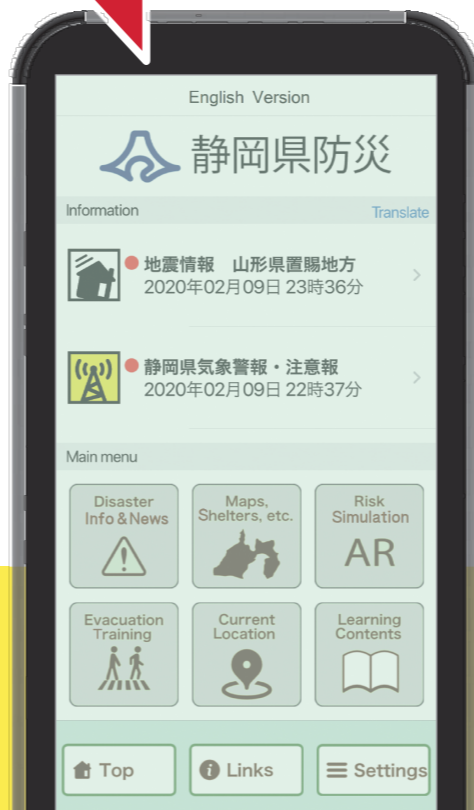 English Version
静岡県防災
Information
Translate
地震情報 山形県置賜地方
2020年02月09日 23時36分
静岡県気象警報・注意報
2020年02月09日 22時37分
Main menu
Disaster
Info & News
Maps,
Shelters, etc.
Risk
Simulation
AR
Evacuation
Training
Current
Location
Learning
Contents
Top
Links
Settings